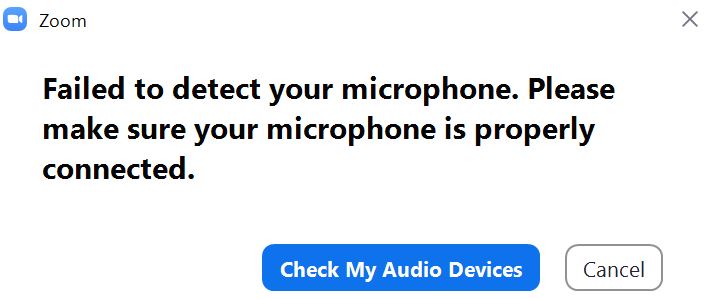 Zoom
Failed to detect your microphone. Please
make sure your microphone is properly
connected.
Check My Audio Devices
Cancel